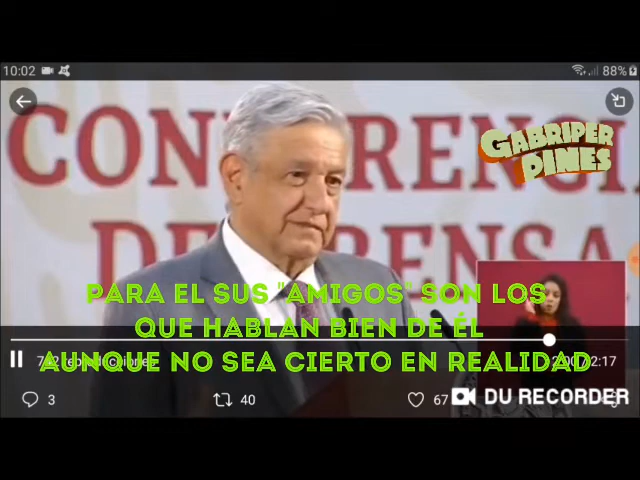 10:02
88%
CONFERENCIA
DE PRENSA
GABRIPER
PINES
PARA EL SUS "AMIGOS" SON LOS
QUE HABLAN BIEN DE ÉL
AUNQUE NO SEA CIERTO EN REALIDAD
2:17
3
40
67
DU RECORDER